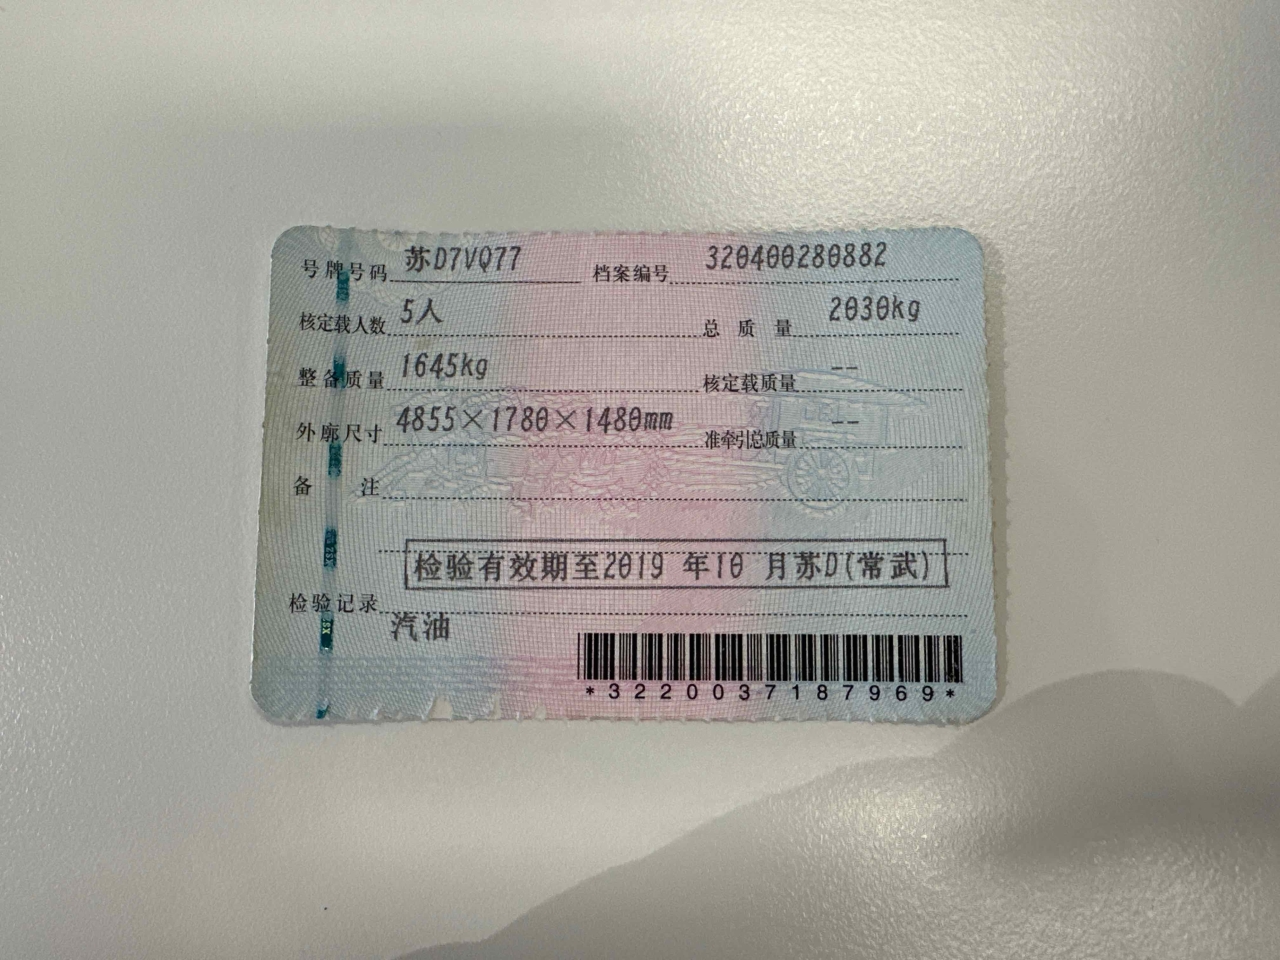 号牌号码 苏D7VQ77 档案编号 320400280882
核定载人数 5人 总质量 2030kg
整备质量 1645kg 核定载质量 --
外廓尺寸 4855×1780×1480mm 准牵引总质量 --
备注
检验有效期至2019 年10 月苏D(常武)
检验记录
汽油
*3220037187969*